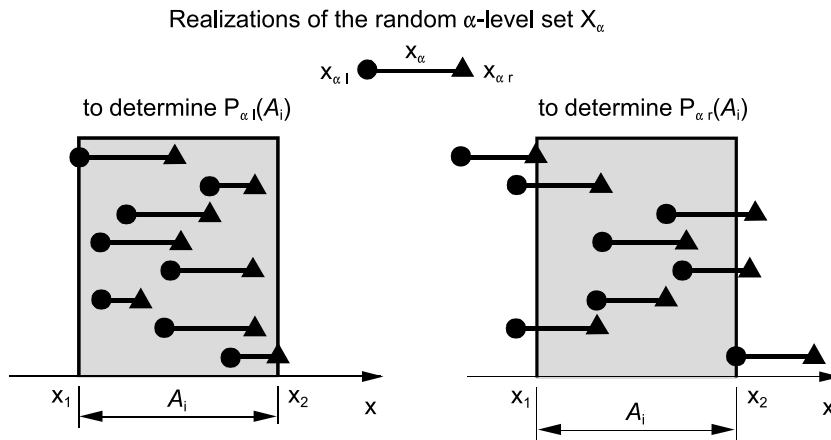 Realizations of the random α-level set Xα
xα
xα l
xα r
to determine Pα l(Ai)
to determine Pα r(Ai)
x1
Ai
x2
x
x1
Ai
x2
x